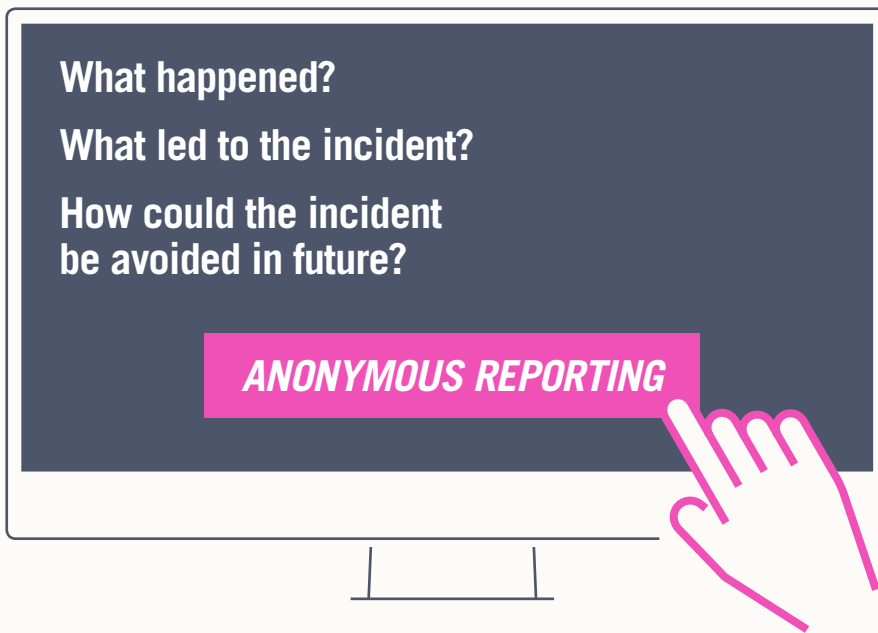 What happened?
What led to the incident?
How could the incident
be avoided in future?
ANONYMOUS REPORTING